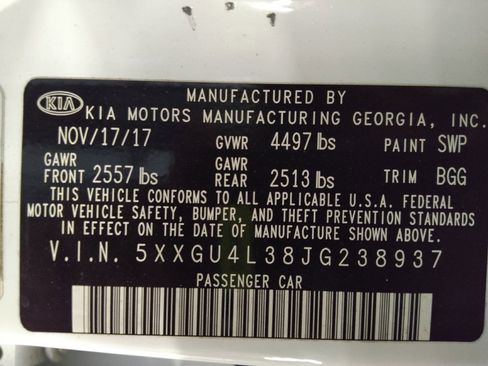 MANUFACTURED BY
KIA KIA MOTORS MANUFACTURING GEORGIA, INC.
NOV/17/17 GVWR 4497 lbs PAINT SWP
GAWR FRONT 2557 lbs GAWR REAR 2513 lbs TRIM BGG
THIS VEHICLE CONFORMS TO ALL APPLICABLE U.S.A. FEDERAL
MOTOR VEHICLE SAFETY, BUMPER, AND THEFT PREVENTION STANDARDS
IN EFFECT ON THE DATE OF MANUFACTURE SHOWN ABOVE.
V.I.N. 5XXGU4L38JG238937
PASSENGER CAR